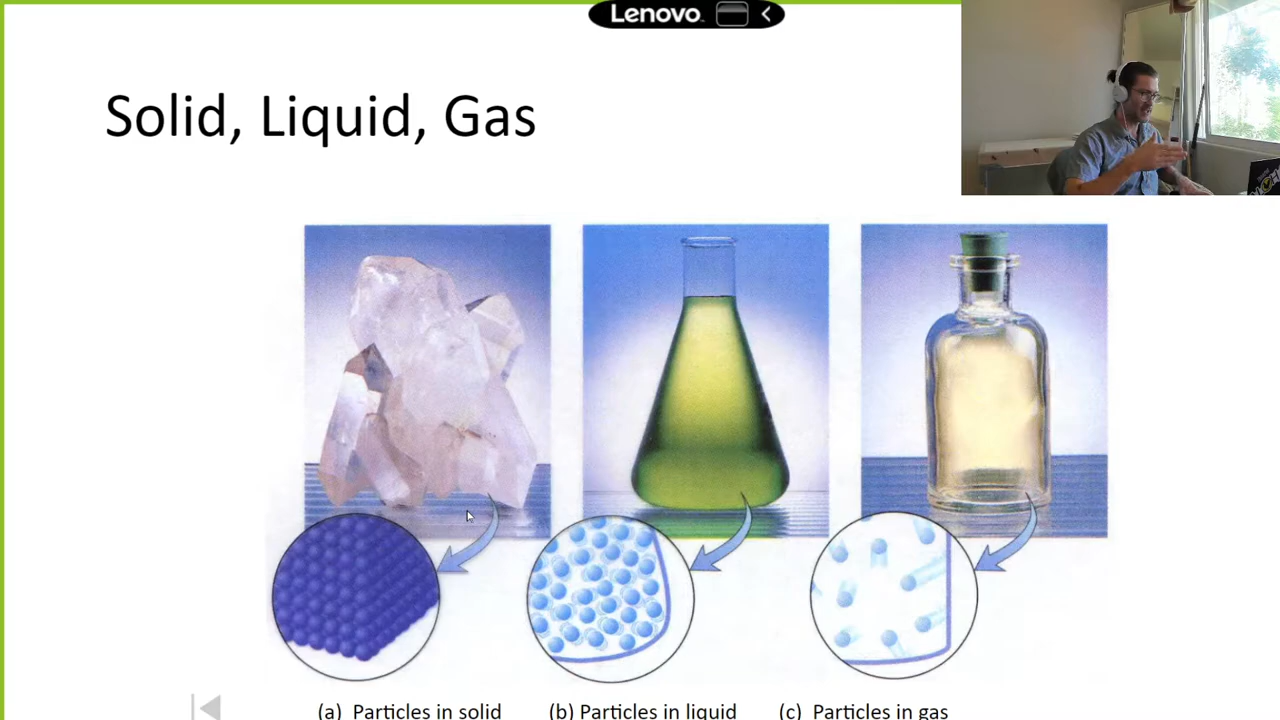 Lenovo
Solid, Liquid, Gas
(a) Particles in solid
(b) Particles in liquid
(c) Particles in gas